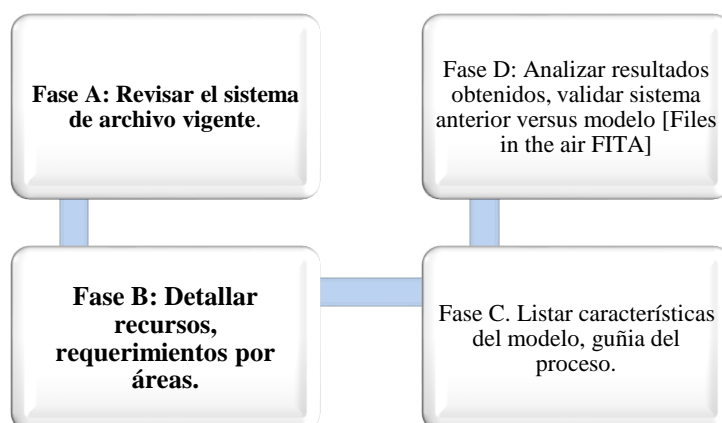 Fase A: Revisar el sistema
de archivo vigente.
Fase B: Detallar
recursos,
requerimientos por
áreas.
Fase C. Listar características
del modelo, guñia del
proceso.
Fase D: Analizar resultados
obtenidos, validar sistema
anterior versus modelo [Files
in the air FITA]